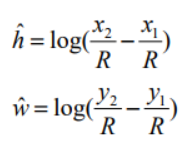 ĥ = log(x₂/R − x₁/R)
ŵ = log(y₂/R − y₁/R)